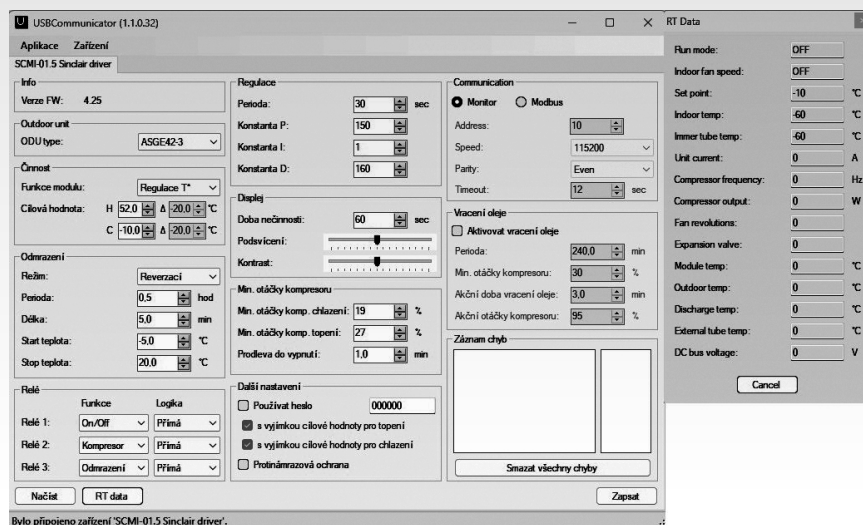 USBCommunicator (1.1.0.32)
Aplikace Zařízení
SCMI-01.5 Sinclair driver
Info
Verze FW: 4.25
Outdoor unit
ODU type: ASGE42-3
Činnost
Funkce modulu: Regulace T°
Cílová hodnota: H 52,0 Δ -20,0 °C
C -10,0 Δ -20,0 °C
Odmrazení
Režim: Reverzací
Perioda: 0,5 hod
Délka: 5,0 min
Start teplota: -5,0 °C
Stop teplota: 20,0 °C
Relé
Funkce Logika
Relé 1: On/Off Přímá
Relé 2: Kompresor Přímá
Relé 3: Odmrazení Přímá
Regulace
Perioda: 30 sec
Konstanta P: 150
Konstanta I: 1
Konstanta D: 160
Displej
Doba nečinnosti: 60 sec
Podsvícení:
Kontrast:
Min. otáčky kompresoru
Min. otáčky komp. chlazení: 19 %
Min. otáčky komp. topení: 27 %
Prodleva do vypnutí: 1,0 min
Další nastavení
Používat heslo 000000
s vyjímkou cílové hodnoty pro topení
s vyjímkou cílové hodnoty pro chlazení
Protinámrazová ochrana
Communication
Monitor Modbus
Address: 10
Speed: 115200
Parity: Even
Timeout: 12 sec
Vracení oleje
Aktivovat vracení oleje
Perioda: 240,0 min
Min. otáčky kompresoru: 30 %
Akční doba vracení oleje: 3,0 min
Akční otáčky kompresoru: 95 %
Záznam chyb
Smazat všechny chyby
Načíst RT data Zapsat
Bylo připojeno zařízení 'SCMI-01.5 Sinclair driver'.
RT Data
Run mode: OFF
Indoor fan speed: OFF
Set point: -10 °C
Indoor temp: -60 °C
Immer tube temp: -60 °C
Unit current: 0 A
Compressor frequency: 0 Hz
Compressor output: 0 W
Fan revolutions: 0
Expansion valve: 0
Module temp: 0 °C
Outdoor temp: 0 °C
Discharge temp: 0 °C
External tube temp: 0 °C
DC bus voltage: 0 V
Cancel